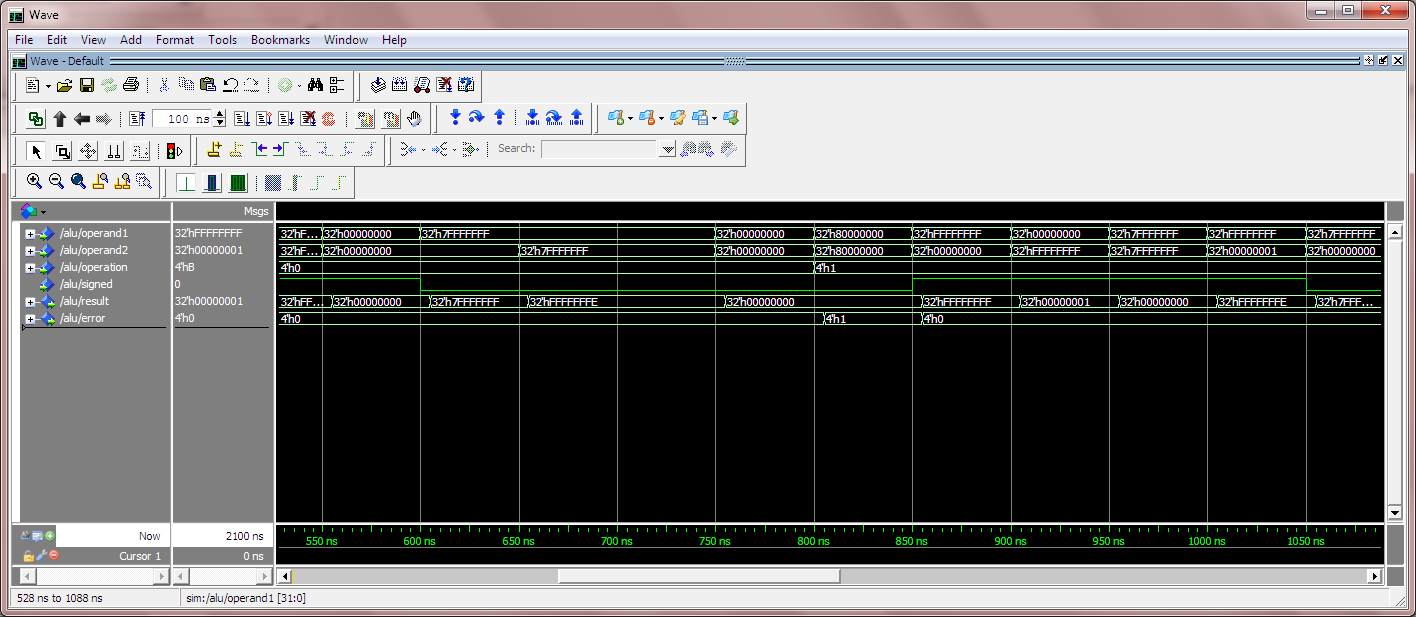 Wave
File Edit View Add Format Tools Bookmarks Window Help
Wave - Default
100 ns
Search:
Msgs
/alu/operand1 32'hFFFFFFFF 32'hF... 32'h00000000 32'h7FFFFFFF 32'h00000000 32'h80000000 32'hFFFFFFFF 32'h00000000 32'h7FFFFFFF 32'hFFFFFFFF 32'h7FFFFFFF
/alu/operand2 32'h00000001 32'hF... 32'h00000000 32'h7FFFFFFF 32'h00000000 32'h80000000 32'h00000000 32'hFFFFFFFF 32'h7FFFFFFF 32'h00000001 32'h00000000
/alu/operation 4'hB 4'h0 4'h1
/alu/signed 0
/alu/result 32'h00000001 32'hFF... 32'h00000000 32'h7FFFFFFF 32'hFFFFFFFE 32'h00000000 32'hFFFFFFFF 32'h00000001 32'h00000000 32'hFFFFFFFE 32'h7FFF...
/alu/error 4'h0 4'h0 4'h1 4'h0
Now 2100 ns
550 ns 600 ns 650 ns 700 ns 750 ns 800 ns 850 ns 900 ns 950 ns 1000 ns 1050 ns
Cursor 1 0 ns
528 ns to 1088 ns sim:/alu/operand1 [31:0]